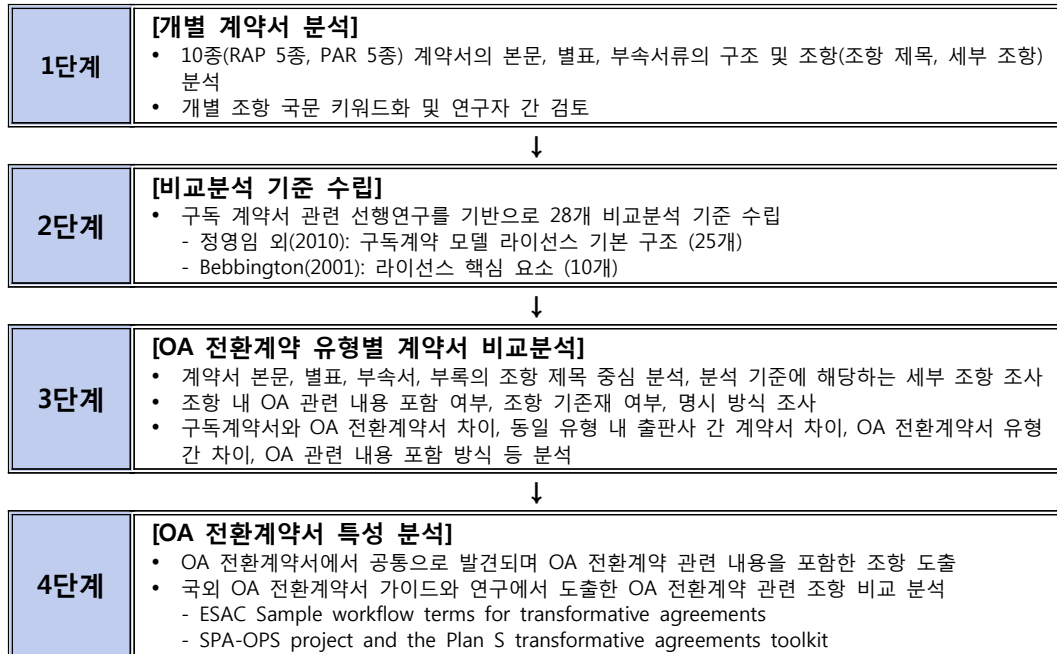 1단계
[개별 계약서 분석]
• 10종(RAP 5종, PAR 5종) 계약서의 본문, 별표, 부속서류의 구조 및 조항(조항 제목, 세부 조항)
분석
• 개별 조항 국문 키워드화 및 연구자 간 검토
↓
2단계
[비교분석 기준 수립]
• 구독 계약서 관련 선행연구를 기반으로 28개 비교분석 기준 수립
- 정영임 외(2010): 구독계약 모델 라이선스 기본 구조 (25개)
- Bebbington(2001): 라이선스 핵심 요소 (10개)
↓
3단계
[OA 전환계약 유형별 계약서 비교분석]
• 계약서 본문, 별표, 부속서, 부록의 조항 제목 중심 분석, 분석 기준에 해당하는 세부 조항 조사
• 조항 내 OA 관련 내용 포함 여부, 조항 기존재 여부, 명시 방식 조사
• 구독계약서와 OA 전환계약서 차이, 동일 유형 내 출판사 간 계약서 차이, OA 전환계약서 유형
간 차이, OA 관련 내용 포함 방식 등 분석
↓
4단계
[OA 전환계약서 특성 분석]
• OA 전환계약서에서 공통으로 발견되며 OA 전환계약 관련 내용을 포함한 조항 도출
• 국외 OA 전환계약서 가이드와 연구에서 도출한 OA 전환계약 관련 조항 비교 분석
- ESAC Sample workflow terms for transformative agreements
- SPA-OPS project and the Plan S transformative agreements toolkit